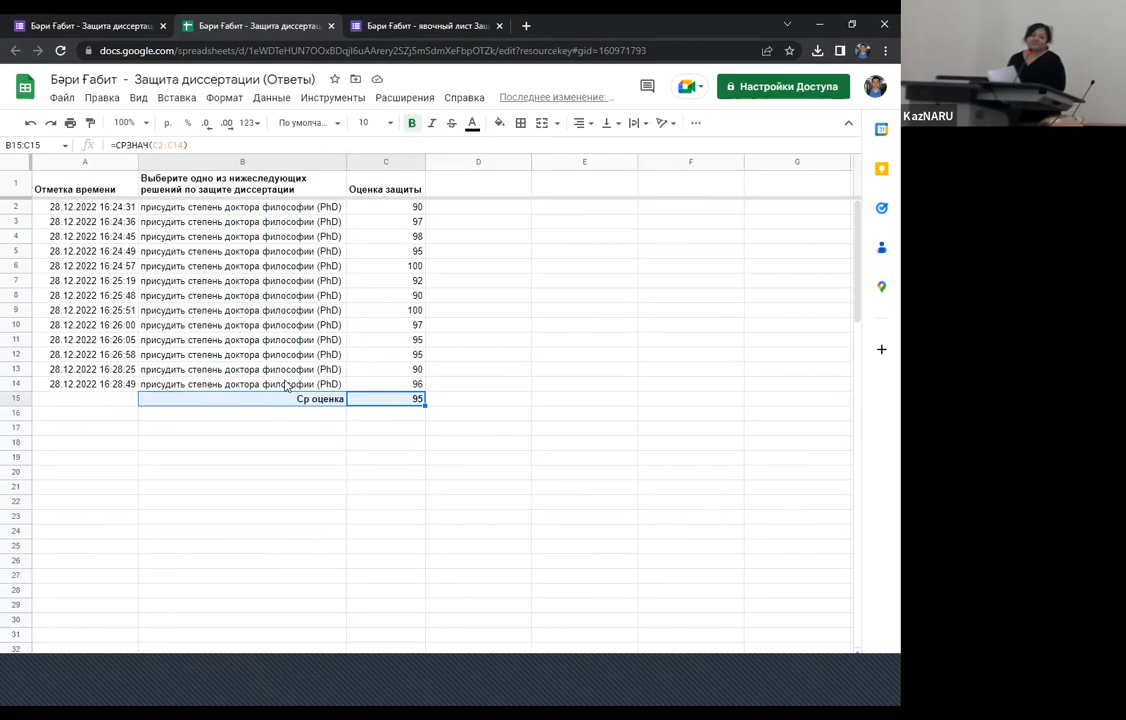 Бәри Ғабит - Защита диссертац
Бәри Ғабит - Защита диссертац
Бәри Ғабит - явочный лист Защ
docs.google.com/spreadsheets/d/1eWDTeHUN7OOxBDqjI6uAArery2SZj5mSdmXeFbpOTZk/edit?resourcekey#gid=160971793
Бәри Ғабит - Защита диссертации (Ответы)
Файл Правка Вид Вставка Формат Данные Инструменты Расширения Справка Последнее изменение:...
Настройки Доступа
100% р. % .0 .00 123 По умолча... 10 B I S A
B15:C15 fx =СРЗНАЧ(C2:C14)
A B C D E F G
1 Отметка времени Выберите одно из нижеследующих решений по защите диссертации Оценка защиты
2 28.12.2022 16:24:31 присудить степень доктора философии (PhD) 90
3 28.12.2022 16:24:36 присудить степень доктора философии (PhD) 97
4 28.12.2022 16:24:45 присудить степень доктора философии (PhD) 98
5 28.12.2022 16:24:49 присудить степень доктора философии (PhD) 95
6 28.12.2022 16:24:57 присудить степень доктора философии (PhD) 100
7 28.12.2022 16:25:19 присудить степень доктора философии (PhD) 92
8 28.12.2022 16:25:48 присудить степень доктора философии (PhD) 90
9 28.12.2022 16:25:51 присудить степень доктора философии (PhD) 100
10 28.12.2022 16:26:00 присудить степень доктора философии (PhD) 97
11 28.12.2022 16:26:05 присудить степень доктора философии (PhD) 95
12 28.12.2022 16:26:58 присудить степень доктора философии (PhD) 95
13 28.12.2022 16:28:25 присудить степень доктора философии (PhD) 90
14 28.12.2022 16:28:49 присудить степень доктора философии (PhD) 96
15 Ср оценка 95
16
17
18
19
20
21
22
23
24
25
26
27
28
29
30
31
32
KazNARU